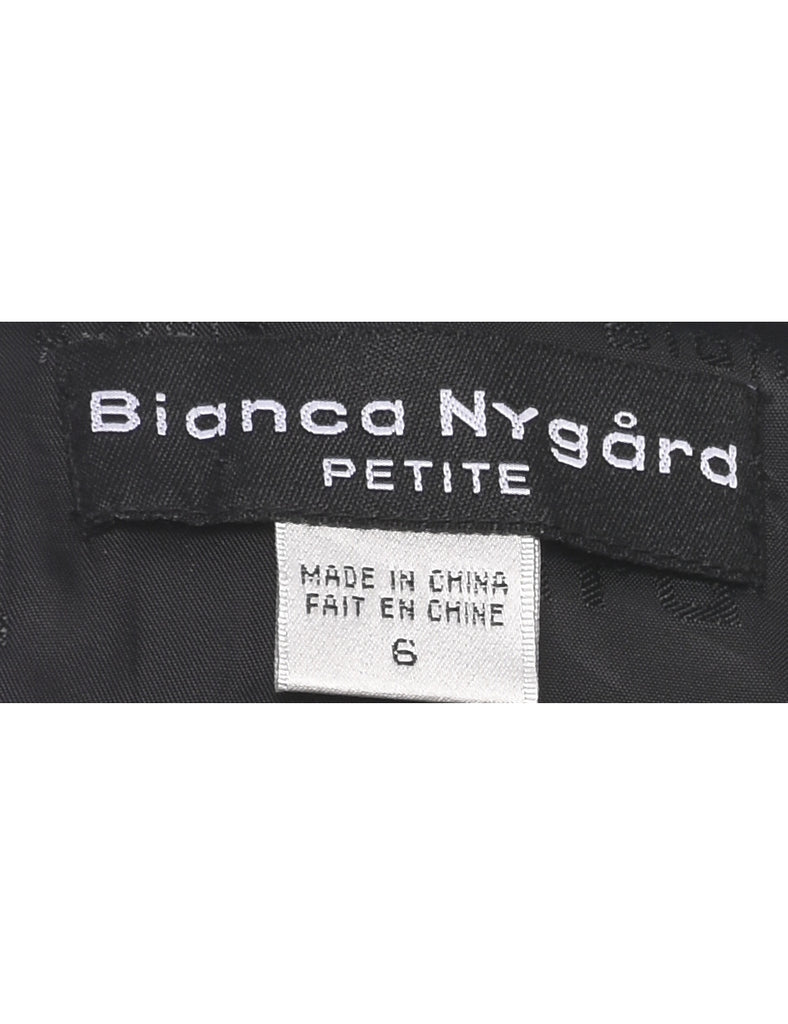 Bianca Nygård
PETITE
MADE IN CHINA
FAIT EN CHINE
6